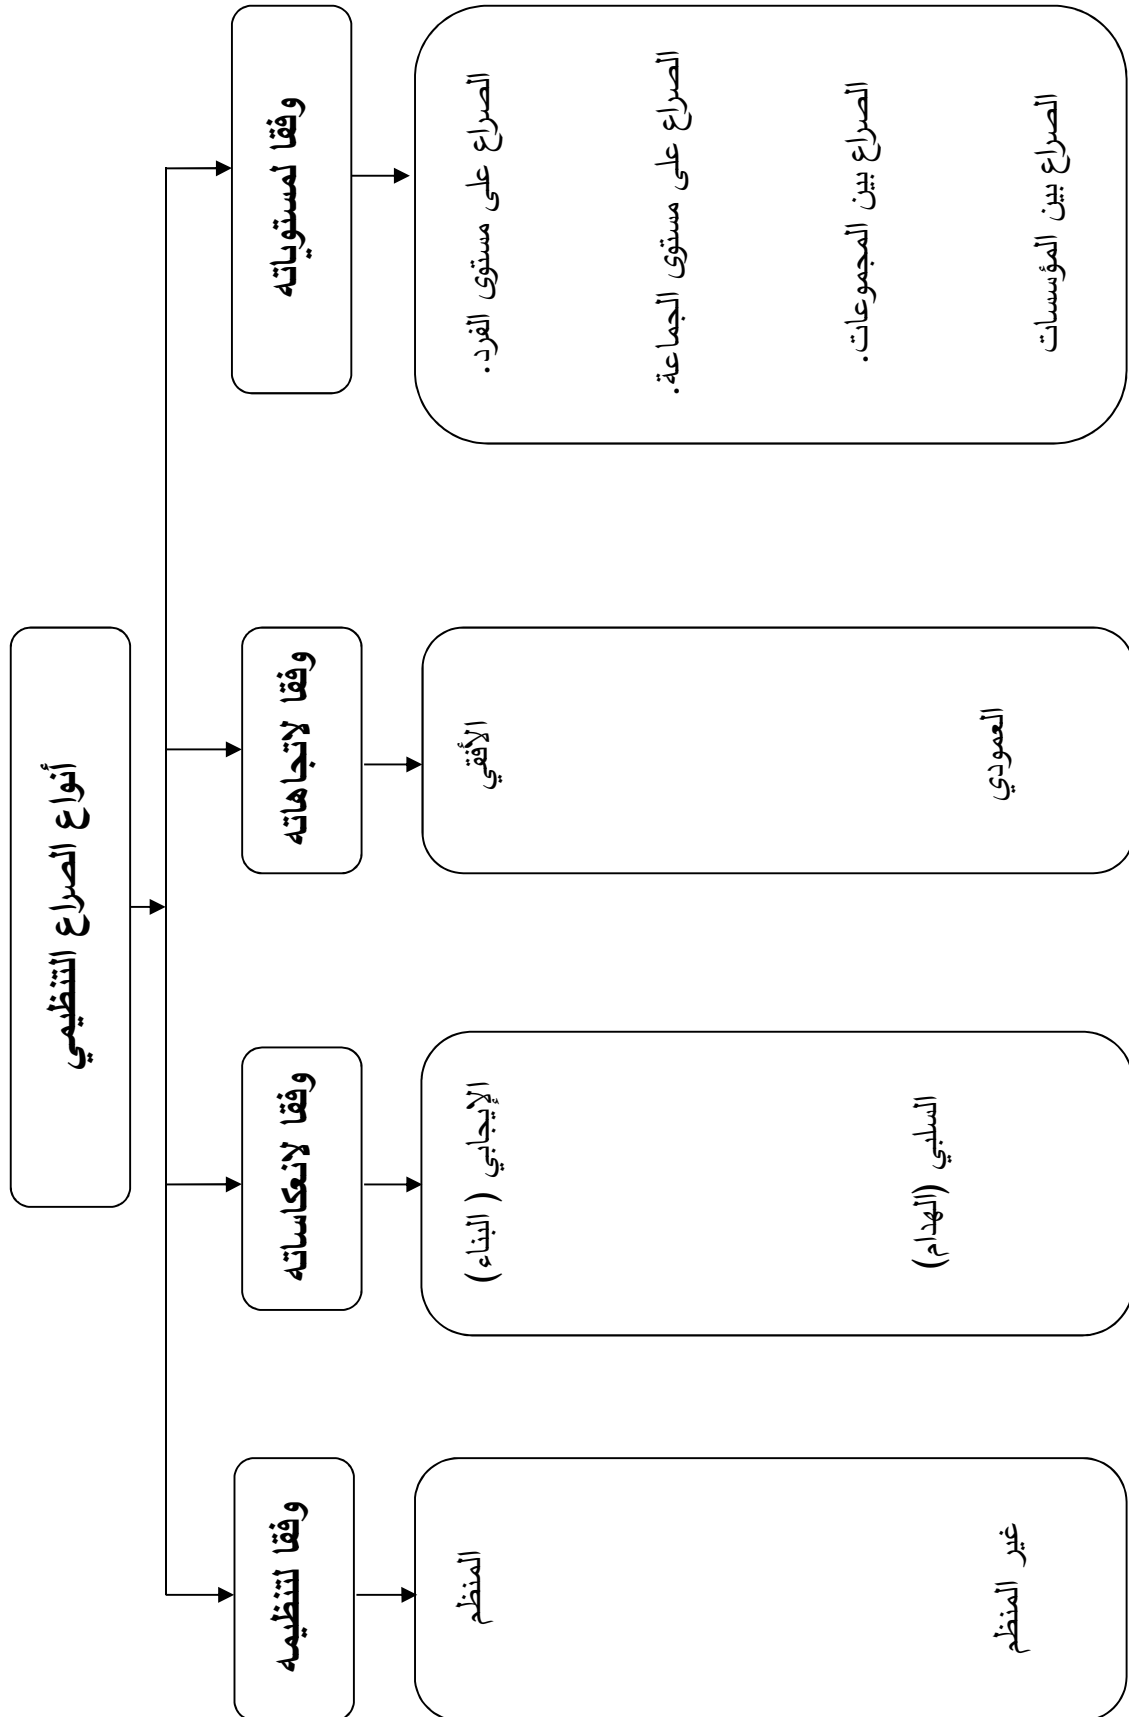 أنواع الصراع التنظيمي
وفقا لمستوياته
الصراع على مستوى الفرد.
الصراع على مستوى الجماعة.
الصراع بين المجموعات.
الصراع بين المؤسسات
وفقا لاتجاهاته
الأفقي
العمودي
وفقا لانعكاساته
الإيجابي ( البناء)
السلبي (الهدام)
وفقا لتنظيمه
المنظم
غير المنظم